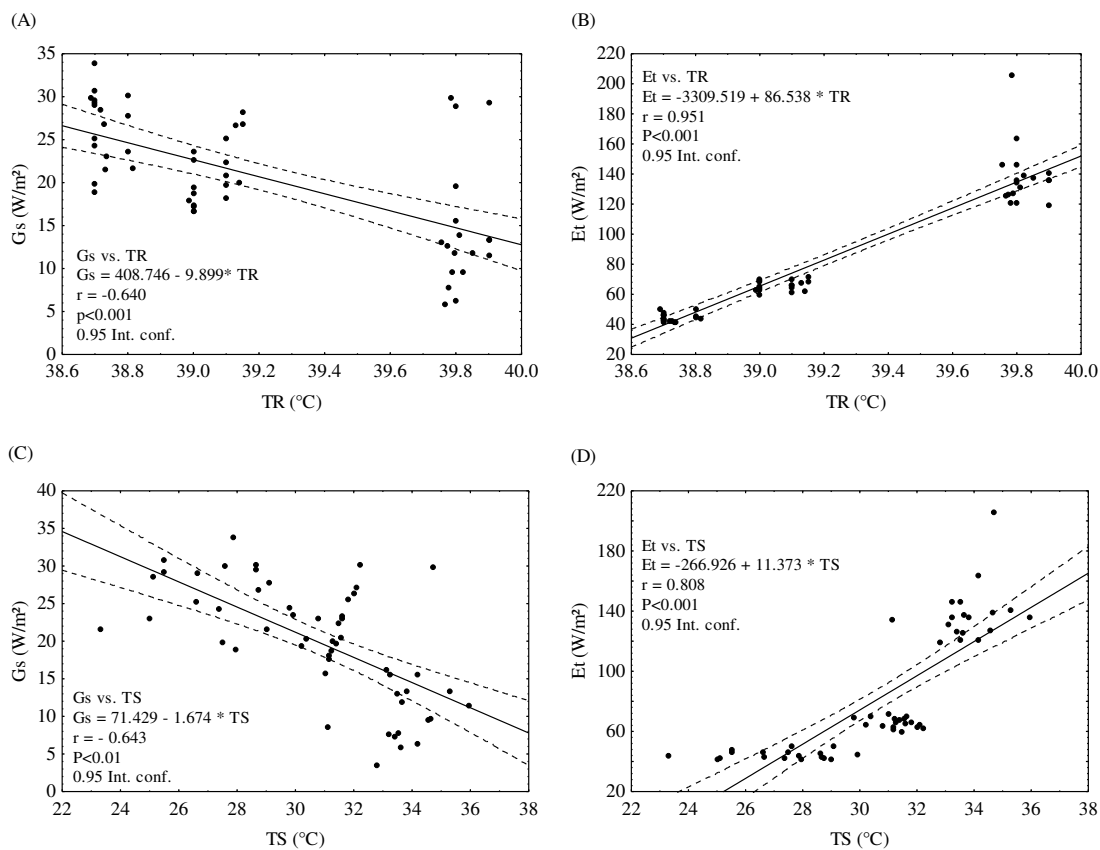 (A)
35
30
25
20
15
10
5
0
Gs (W/m²)
Gs vs. TR
Gs = 408.746 - 9.899* TR
r = -0.640
p<0.001
0.95 Int. conf.
38.6 38.8 39.0 39.2 39.4 39.6 39.8 40.0
TR (°C)
(B)
220
200
180
160
140
120
100
80
60
40
20
Et (W/m²)
Et vs. TR
Et = -3309.519 + 86.538 * TR
r = 0.951
P<0.001
0.95 Int. conf.
38.6 38.8 39.0 39.2 39.4 39.6 39.8 40.0
TR (°C)
(C)
40
35
30
25
20
15
10
5
0
Gs (W/m²)
Gs vs. TS
Gs = 71.429 - 1.674 * TS
r = - 0.643
P<0.01
0.95 Int. conf.
22 24 26 28 30 32 34 36 38
TS (°C)
(D)
220
180
140
100
60
20
Et (W/m²)
Et vs. TS
Et = -266.926 + 11.373 * TS
r = 0.808
P<0.001
0.95 Int. conf.
22 24 26 28 30 32 34 36 38
TS (°C)